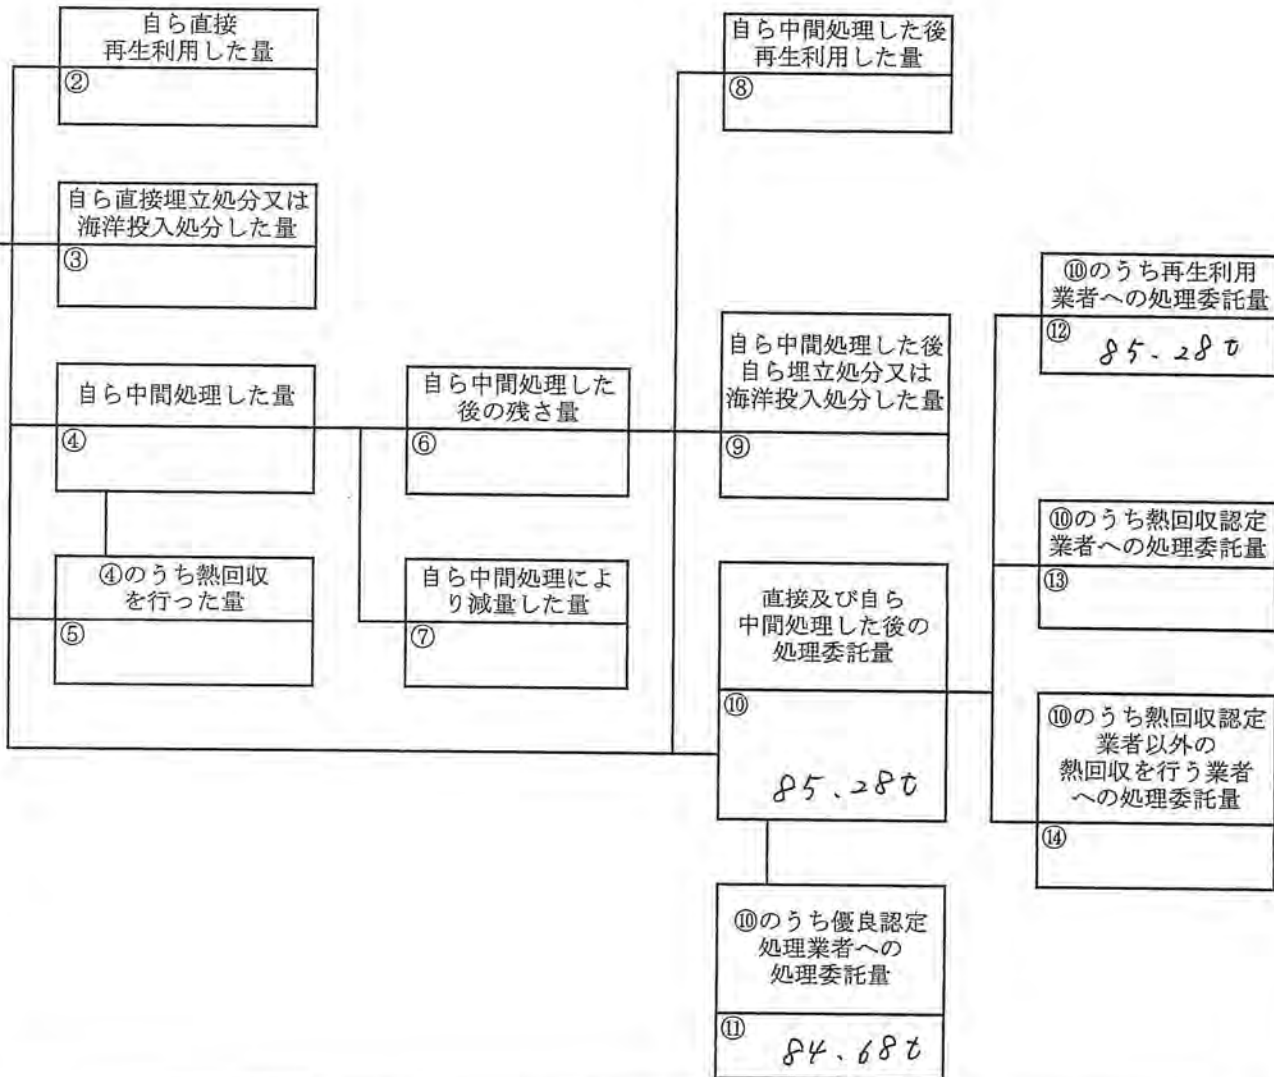 自ら直接
再生利用した量
②
自ら直接埋立処分又は
海洋投入処分した量
③
自ら中間処理した量
④
④のうち熱回収
を行った量
⑤
自ら中間処理した
後の残さ量
⑥
自ら中間処理によ
り減量した量
⑦
自ら中間処理した後
再生利用した量
⑧
自ら中間処理した後
自ら埋立処分又は
海洋投入処分した量
⑨
直接及び自ら
中間処理した後の
処理委託量
⑩
85.28t
⑩のうち優良認定
処理業者への
処理委託量
⑪
84.68t
⑩のうち再生利用
業者への処理委託量
⑫
85.28t
⑩のうち熱回収認定
業者への処理委託量
⑬
⑩のうち熱回収認定
業者以外の
熱回収を行う業者
への処理委託量
⑭